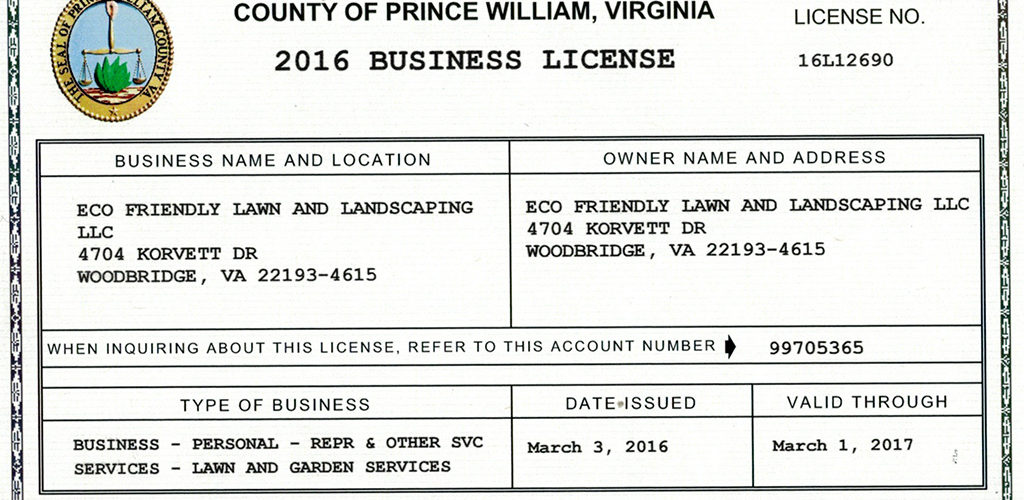 THE SEAL OF PRINCE WILLIAM COUNTY VA
COUNTY OF PRINCE WILLIAM, VIRGINIA
LICENSE NO.
2016 BUSINESS LICENSE
16L12690
BUSINESS NAME AND LOCATION
OWNER NAME AND ADDRESS
ECO FRIENDLY LAWN AND LANDSCAPING
LLC
4704 KORVETT DR
WOODBRIDGE, VA 22193-4615
ECO FRIENDLY LAWN AND LANDSCAPING LLC
4704 KORVETT DR
WOODBRIDGE, VA 22193-4615
WHEN INQUIRING ABOUT THIS LICENSE, REFER TO THIS ACCOUNT NUMBER 99705365
TYPE OF BUSINESS
DATE ISSUED
VALID THROUGH
BUSINESS - PERSONAL - REPR & OTHER SVC
SERVICES - LAWN AND GARDEN SERVICES
March 3, 2016
March 1, 2017